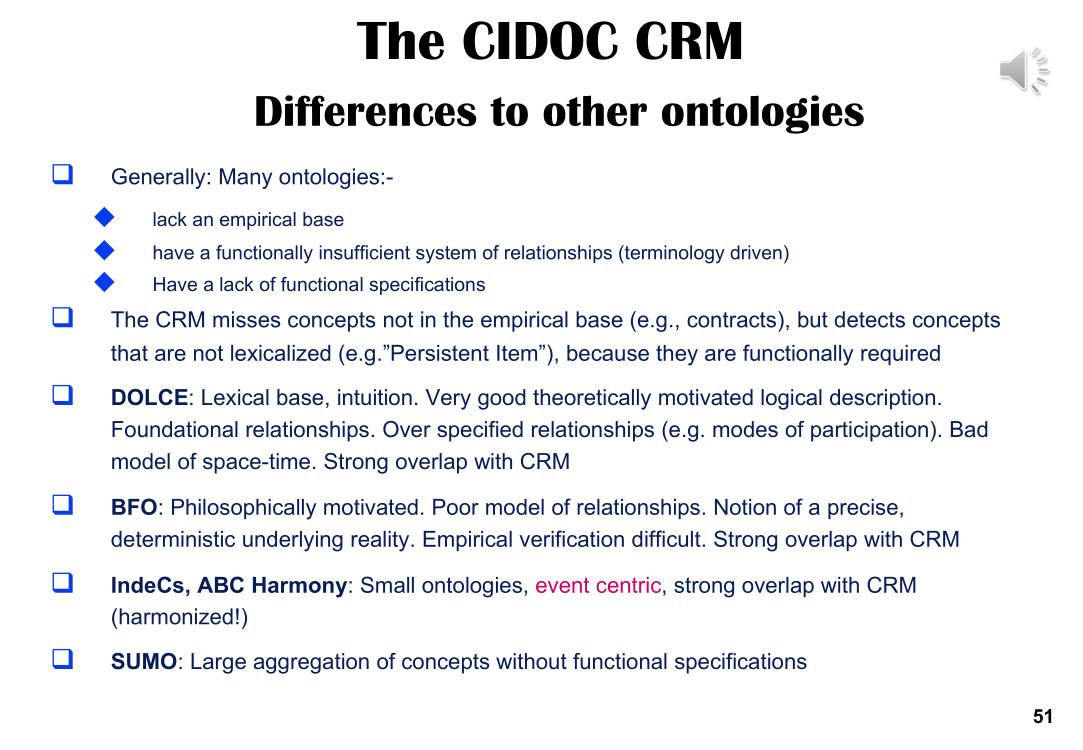 The CIDOC CRM
Differences to other ontologies
Generally: Many ontologies:-
lack an empirical base
have a functionally insufficient system of relationships (terminology driven)
Have a lack of functional specifications
The CRM misses concepts not in the empirical base (e.g., contracts), but detects concepts
that are not lexicalized (e.g.”Persistent Item”), because they are functionally required
DOLCE: Lexical base, intuition. Very good theoretically motivated logical description.
Foundational relationships. Over specified relationships (e.g. modes of participation). Bad
model of space-time. Strong overlap with CRM
BFO: Philosophically motivated. Poor model of relationships. Notion of a precise,
deterministic underlying reality. Empirical verification difficult. Strong overlap with CRM
IndeCs, ABC Harmony: Small ontologies, event centric, strong overlap with CRM
(harmonized!)
SUMO: Large aggregation of concepts without functional specifications
51